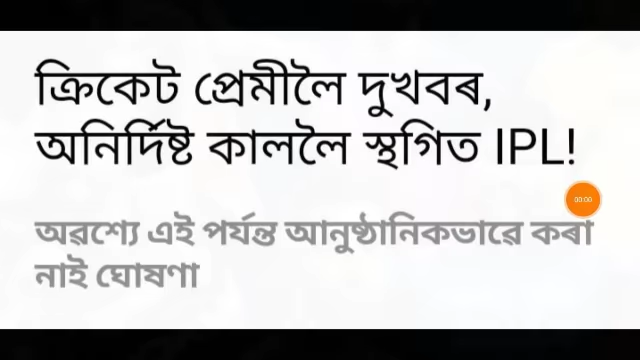 ক্ৰিকেট প্ৰেমীলৈ দুখবৰ,
অনিৰ্দিষ্ট কাললৈ স্থগিত IPL!
00:00
অৱশ্যে এই পৰ্যন্ত আনুষ্ঠানিকভাৱে কৰা
নাই ঘোষণা